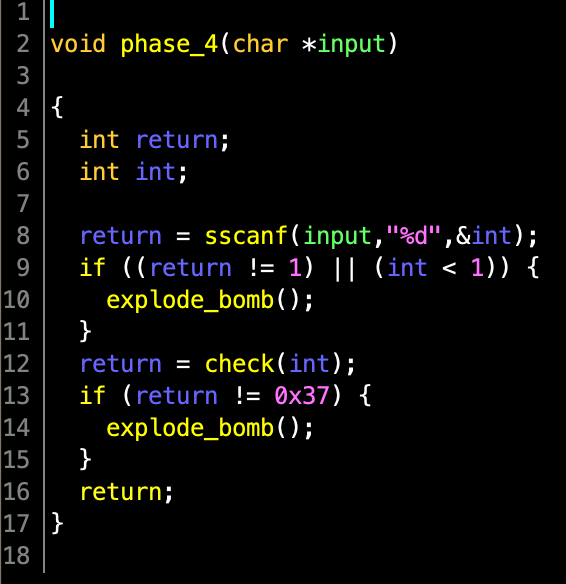 1
2 void phase_4(char *input)
3
4 {
5 int return;
6 int int;
7
8 return = sscanf(input,"%d",&int);
9 if ((return != 1) || (int < 1)) {
10 explode_bomb();
11 }
12 return = check(int);
13 if (return != 0x37) {
14 explode_bomb();
15 }
16 return;
17 }
18